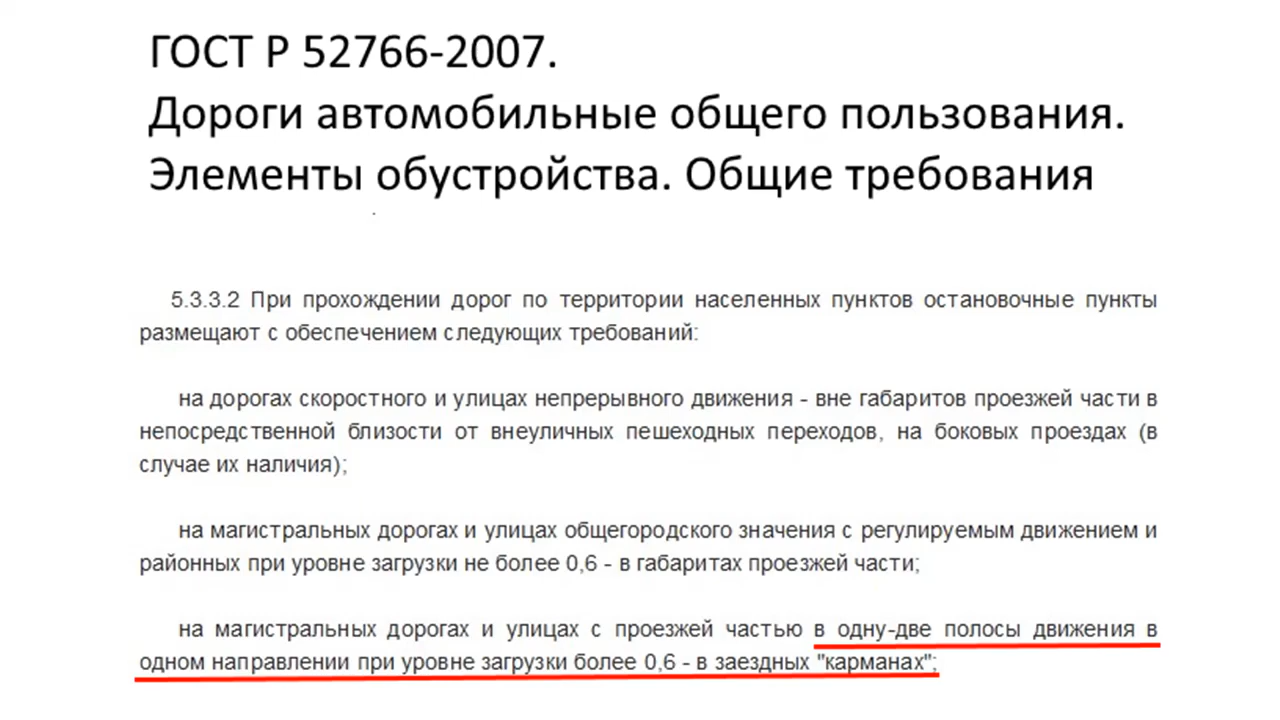 ГОСТ Р 52766-2007.
Дороги автомобильные общего пользования.
Элементы обустройства. Общие требования
5.3.3.2 При прохождении дорог по территории населенных пунктов остановочные пункты
размещают с обеспечением следующих требований:
на дорогах скоростного и улицах непрерывного движения - вне габаритов проезжей части в
непосредственной близости от внеуличных пешеходных переходов, на боковых проездах (в
случае их наличия);
на магистральных дорогах и улицах общегородского значения с регулируемым движением и
районных при уровне загрузки не более 0,6 - в габаритах проезжей части;
на магистральных дорогах и улицах с проезжей частью в одну-две полосы движения в
одном направлении при уровне загрузки более 0,6 - в заездных "карманах";